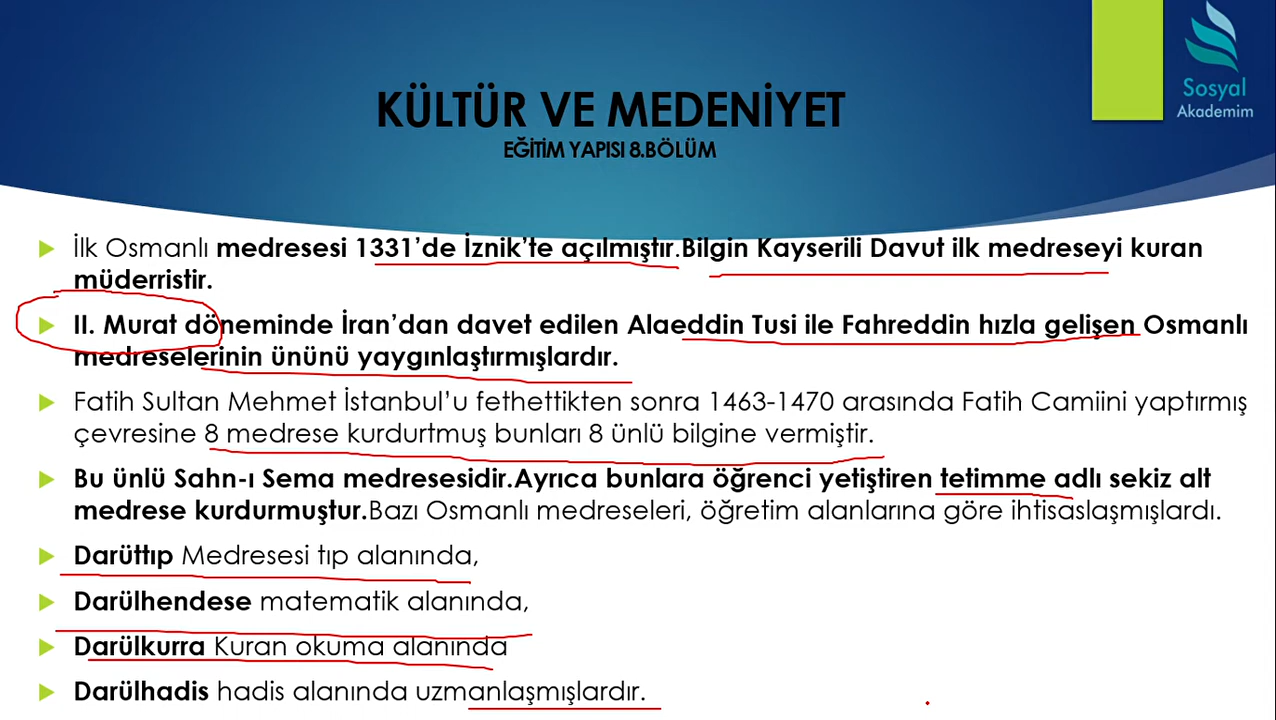 Sosyal
Akademim
KÜLTÜR VE MEDENİYET
EĞİTİM YAPISI 8.BÖLÜM
İlk Osmanlı medresesi 1331’de İznik’te açılmıştır.Bilgin Kayserili Davut ilk medreseyi kuran
müderristir.
II. Murat döneminde İran’dan davet edilen Alaeddin Tusi ile Fahreddin hızla gelişen Osmanlı
medreselerinin ününü yaygınlaştırmışlardır.
Fatih Sultan Mehmet İstanbul’u fethettikten sonra 1463-1470 arasında Fatih Camiini yaptırmış
çevresine 8 medrese kurdurtmuş bunları 8 ünlü bilgine vermiştir.
Bu ünlü Sahn-ı Sema medresesidir.Ayrıca bunlara öğrenci yetiştiren tetimme adlı sekiz alt
medrese kurdurmuştur.Bazı Osmanlı medreseleri, öğretim alanlarına göre ihtisaslaşmışlardı.
Darüttıp Medresesi tıp alanında,
Darülhendese matematik alanında,
Darülkurra Kuran okuma alanında
Darülhadis hadis alanında uzmanlaşmışlardır.